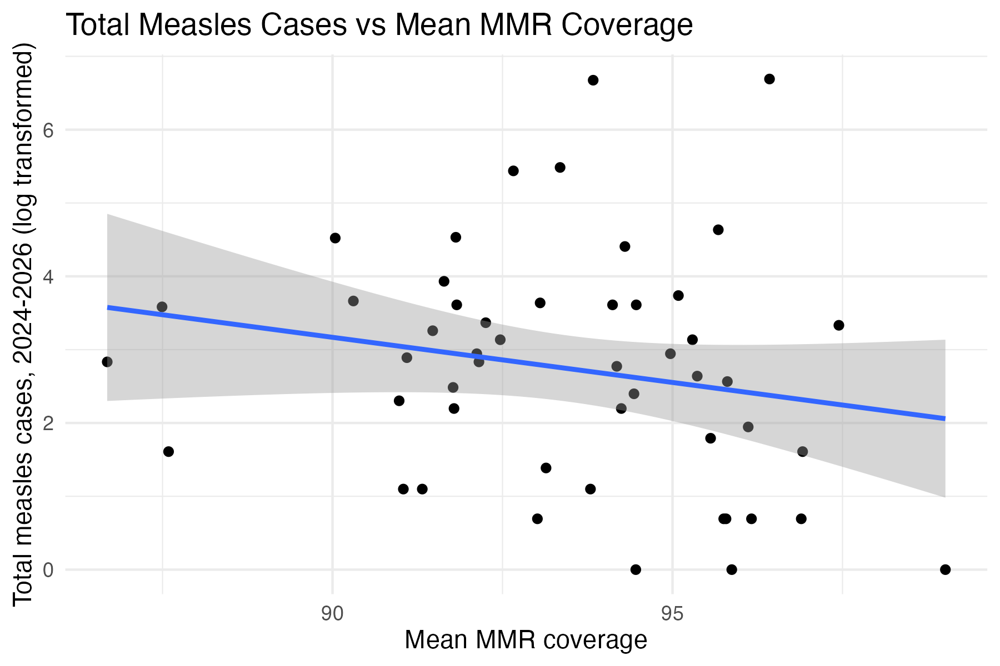 Total Measles Cases vs Mean MMR Coverage
Total measles cases, 2024-2026 (log transformed)
6
4
2
0
90
95
Mean MMR coverage